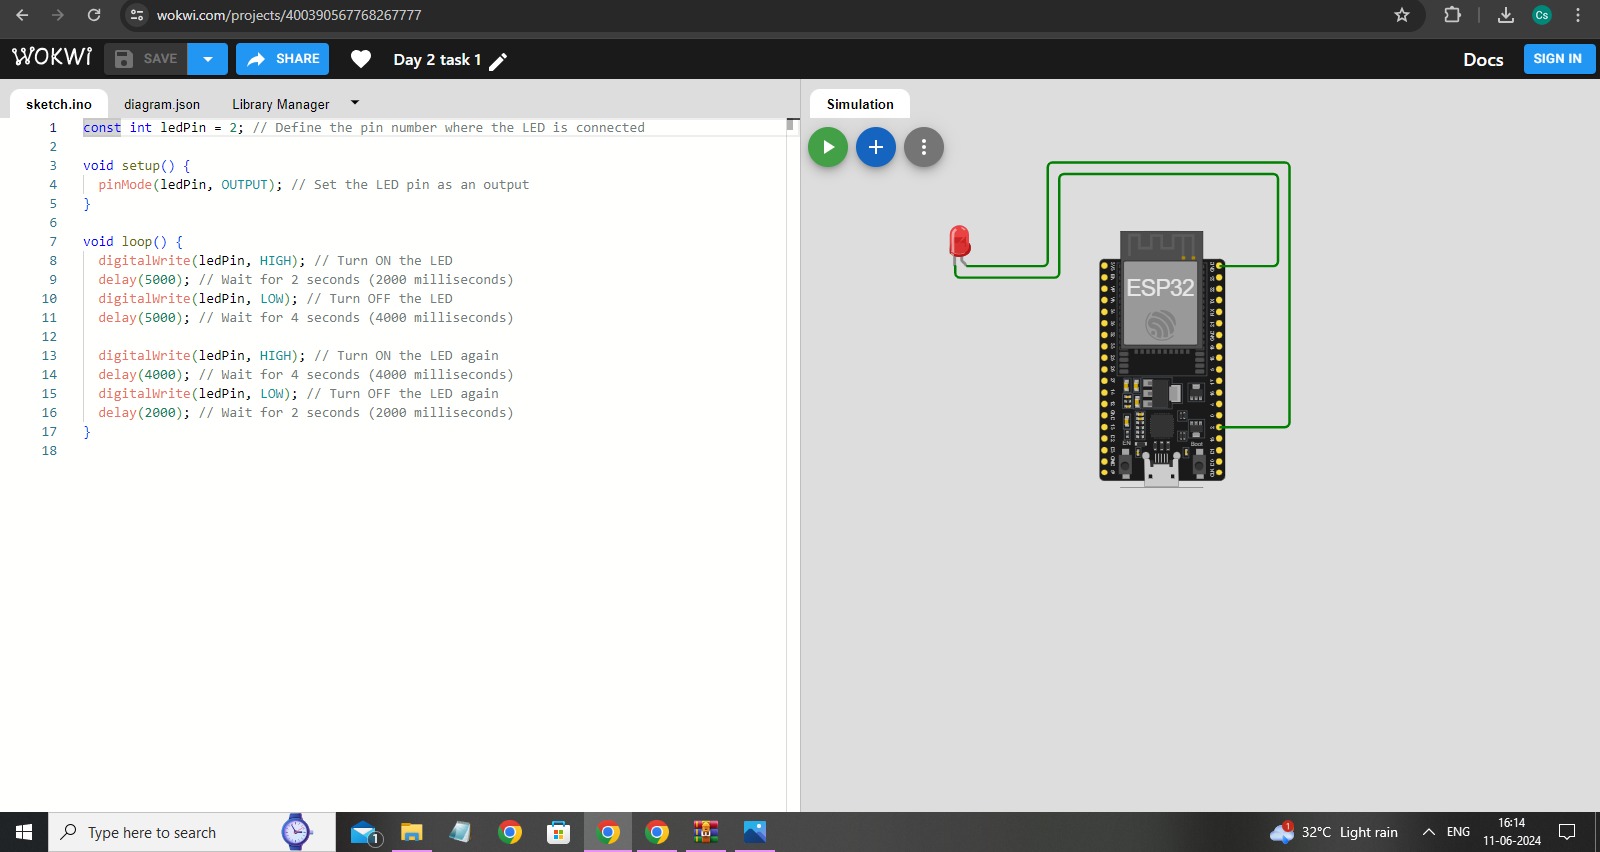 wokwi.com/projects/400390567768267777
Cs
WOKWI
SAVE
SHARE
Day 2 task 1
Docs
SIGN IN
sketch.ino
diagram.json
Library Manager
Simulation
1 const int ledPin = 2; // Define the pin number where the LED is connected
2
3 void setup() {
4 pinMode(ledPin, OUTPUT); // Set the LED pin as an output
5 }
6
7 void loop() {
8 digitalWrite(ledPin, HIGH); // Turn ON the LED
9 delay(5000); // Wait for 2 seconds (2000 milliseconds)
10 digitalWrite(ledPin, LOW); // Turn OFF the LED
11 delay(5000); // Wait for 4 seconds (4000 milliseconds)
12
13 digitalWrite(ledPin, HIGH); // Turn ON the LED again
14 delay(4000); // Wait for 4 seconds (4000 milliseconds)
15 digitalWrite(ledPin, LOW); // Turn OFF the LED again
16 delay(2000); // Wait for 2 seconds (2000 milliseconds)
17 }
18
ESP32
EN
Boot
Type here to search
1
1
32°C Light rain
ENG
16:14
11-06-2024